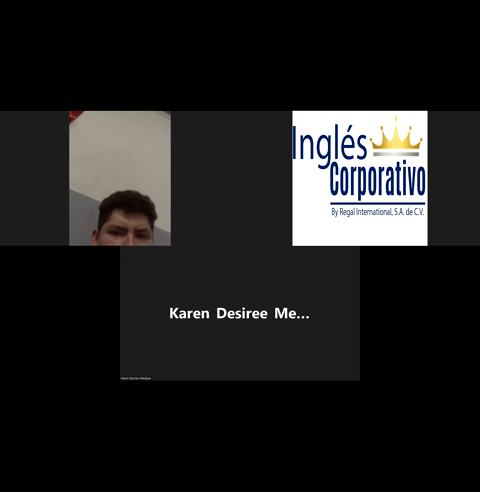 Inglés
Corporativo
By Regal International, S.A. de C.V.
Karen Desiree Me...